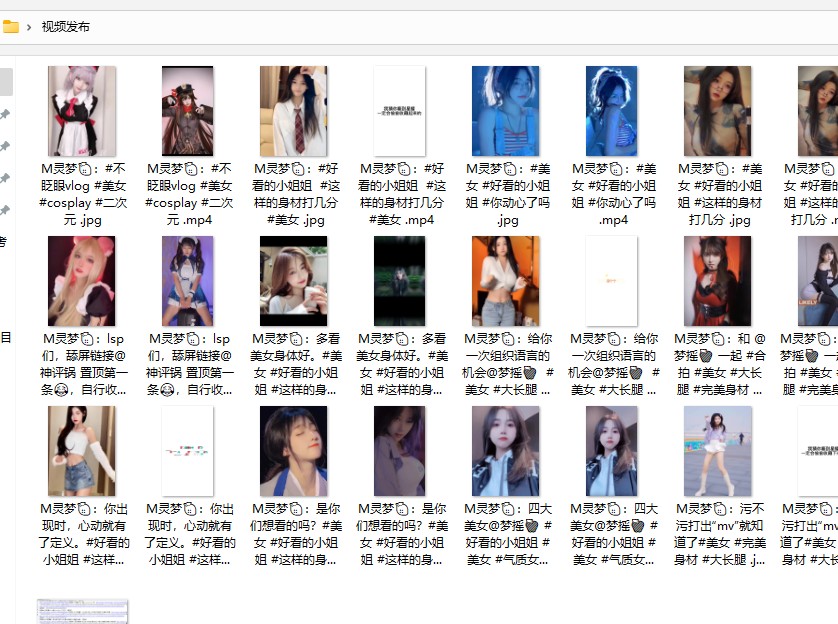 视频发布
M灵梦: #不
眨眼vlog #美女
#cosplay #二次
元 .jpg
M灵梦: #不
眨眼vlog #美女
#cosplay #二次
元 .mp4
M灵梦: #好
看的小姐姐 #这
样的身材打几分
#美女 .jpg
M灵梦: #好
看的小姐姐 #这
样的身材打几分
#美女 .mp4
M灵梦: #美
女 #好看的小姐
姐 #你动心了吗
.jpg
M灵梦: #美
女 #好看的小姐
姐 #你动心了吗
.mp4
M灵梦: #美
女 #好看的小姐
姐 #这样的身材
打几分 .jpg
M灵梦: #美
女 #好看的小
姐 #这样的
打几分
M灵梦: lsp
们，舔屏链接@
神评锅 置顶第一
条，自行收...
M灵梦: lsp
们，舔屏链接@
神评锅 置顶第一
条，自行收...
M灵梦: 多看
美女身体好。#美
女 #好看的小姐
姐 #这样的身...
M灵梦: 多看
美女身体好。#美
女 #好看的小姐
姐 #这样的身...
M灵梦: 给你
一次组织语言的
机会@梦摇 #
美女 #大长腿 ...
M灵梦: 给你
一次组织语言的
机会@梦摇 #
美女 #大长腿 ...
M灵梦: 和 @
梦摇 一起 #合
拍 #美女 #大长
腿 #完美身材 ...
M灵梦:
梦摇 一
拍 #美女
腿 #完美
M灵梦: 你出
现时，心动就有
了定义。#好看的
小姐姐 #这样...
M灵梦: 你出
现时，心动就有
了定义。#好看的
小姐姐 #这样...
M灵梦: 是你
们想看的吗？#美
女 #好看的小姐
姐 #这样的身...
M灵梦: 是你
们想看的吗？#美
女 #好看的小姐
姐 #这样的身...
M灵梦: 四大
美女@梦摇 #
好看的小姐姐 #
美女 #气质女...
M灵梦: 四大
美女@梦摇 #
好看的小姐姐 #
美女 #气质女...
M灵梦: 污不
污打出“mv”就知
道了#美女 #完美
身材 #大长腿 .j...
M灵梦:
污打出“m
道了#美女
身材 #大长
目